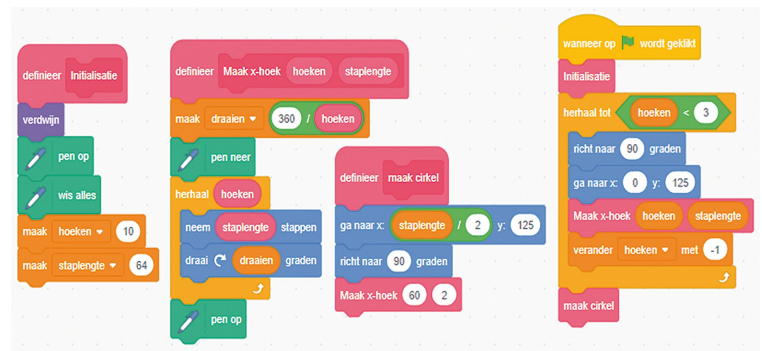 definieer Initialisatie
verdwijn
pen op
wis alles
maak hoeken 10
maak staplengte 64
definieer Maak x-hoek hoeken staplengte
maak draaien 360 / hoeken
pen neer
herhaal hoeken
neem staplengte stappen
draai draaien graden
pen op
definieer maak cirkel
ga naar x: staplengte / 2 y: 125
richt naar 90 graden
Maak x-hoek 60 2
wanneer op wordt geklikt
Initialisatie
herhaal tot hoeken < 3
richt naar 90 graden
ga naar x: 0 y: 125
Maak x-hoek hoeken staplengte
verander hoeken met -1
maak cirkel